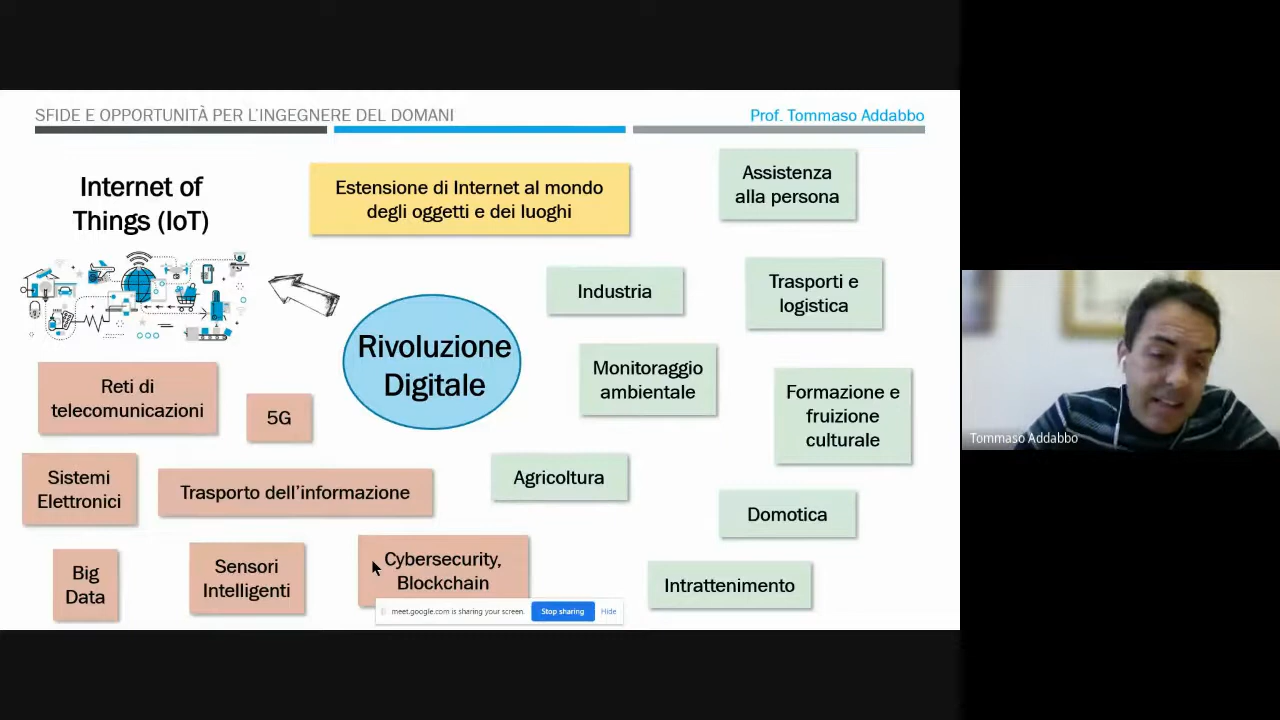 SFIDE E OPPORTUNITÀ PER L'INGEGNERE DEL DOMANI
Prof. Tommaso Addabbo
Internet of
Things (IoT)
Estensione di Internet al mondo
degli oggetti e dei luoghi
Assistenza
alla persona
Industria
Trasporti e
logistica
Rivoluzione
Digitale
Monitoraggio
ambientale
Formazione e
fruizione
culturale
Reti di
telecomunicazioni
5G
Sistemi
Elettronici
Trasporto dell'informazione
Agricoltura
Domotica
Big
Data
Sensori
Intelligenti
Cybersecurity,
Blockchain
Intrattenimento
meet.google.com is sharing your screen.
Stop sharing
Hide
Tommaso Addabbo